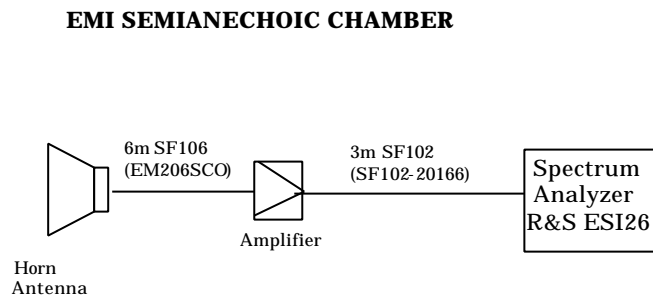 EMI SEMIANECHOIC CHAMBER
6m SF106
(EM206SCO)
3m SF102
(SF102-20166)
Spectrum
Analyzer
R&S ESI26
Amplifier
Horn
Antenna